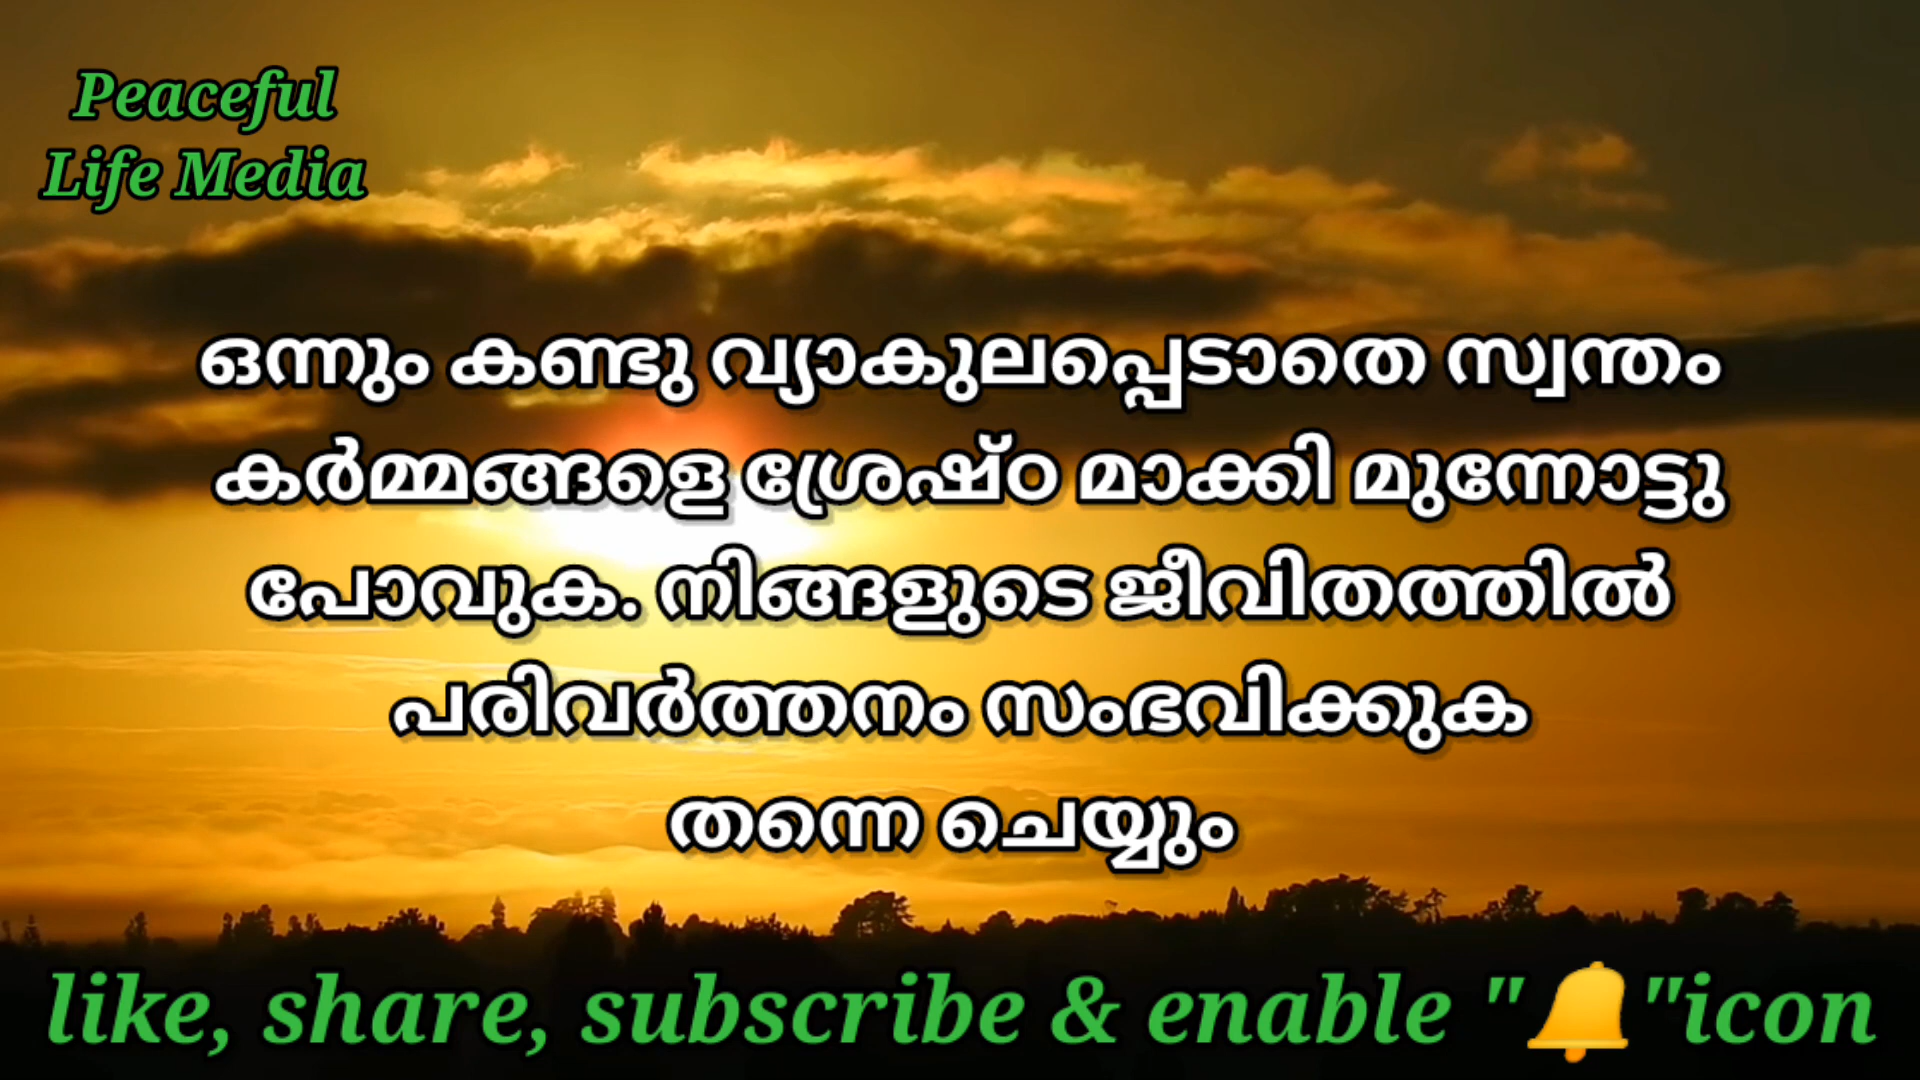 Peaceful
Life Media
ഒന്നും കണ്ടു വ്യാകുലപ്പെടാതെ സ്വന്തം
കർമ്മങ്ങളെ ശ്രേഷ്ഠ മാക്കി മുന്നോട്ടു
പോവുക. നിങ്ങളുടെ ജീവിതത്തിൽ
പരിവർത്തനം സംഭവിക്കുക
തന്നെ ചെയ്യും
like, share, subscribe & enable "🔔"icon